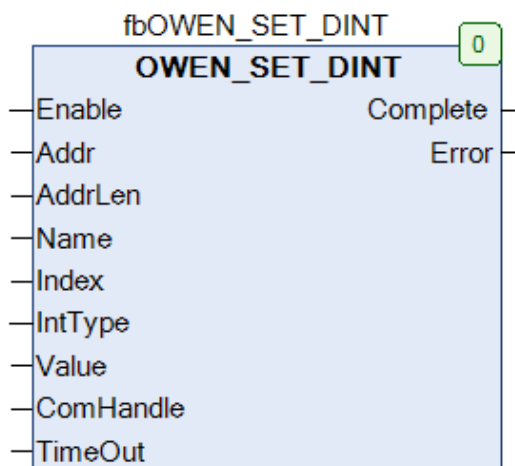 fbOWEN_SET_DINT
0
OWEN_SET_DINT
Enable Complete
Addr Error
AddrLen
Name
Index
IntType
Value
ComHandle
TimeOut